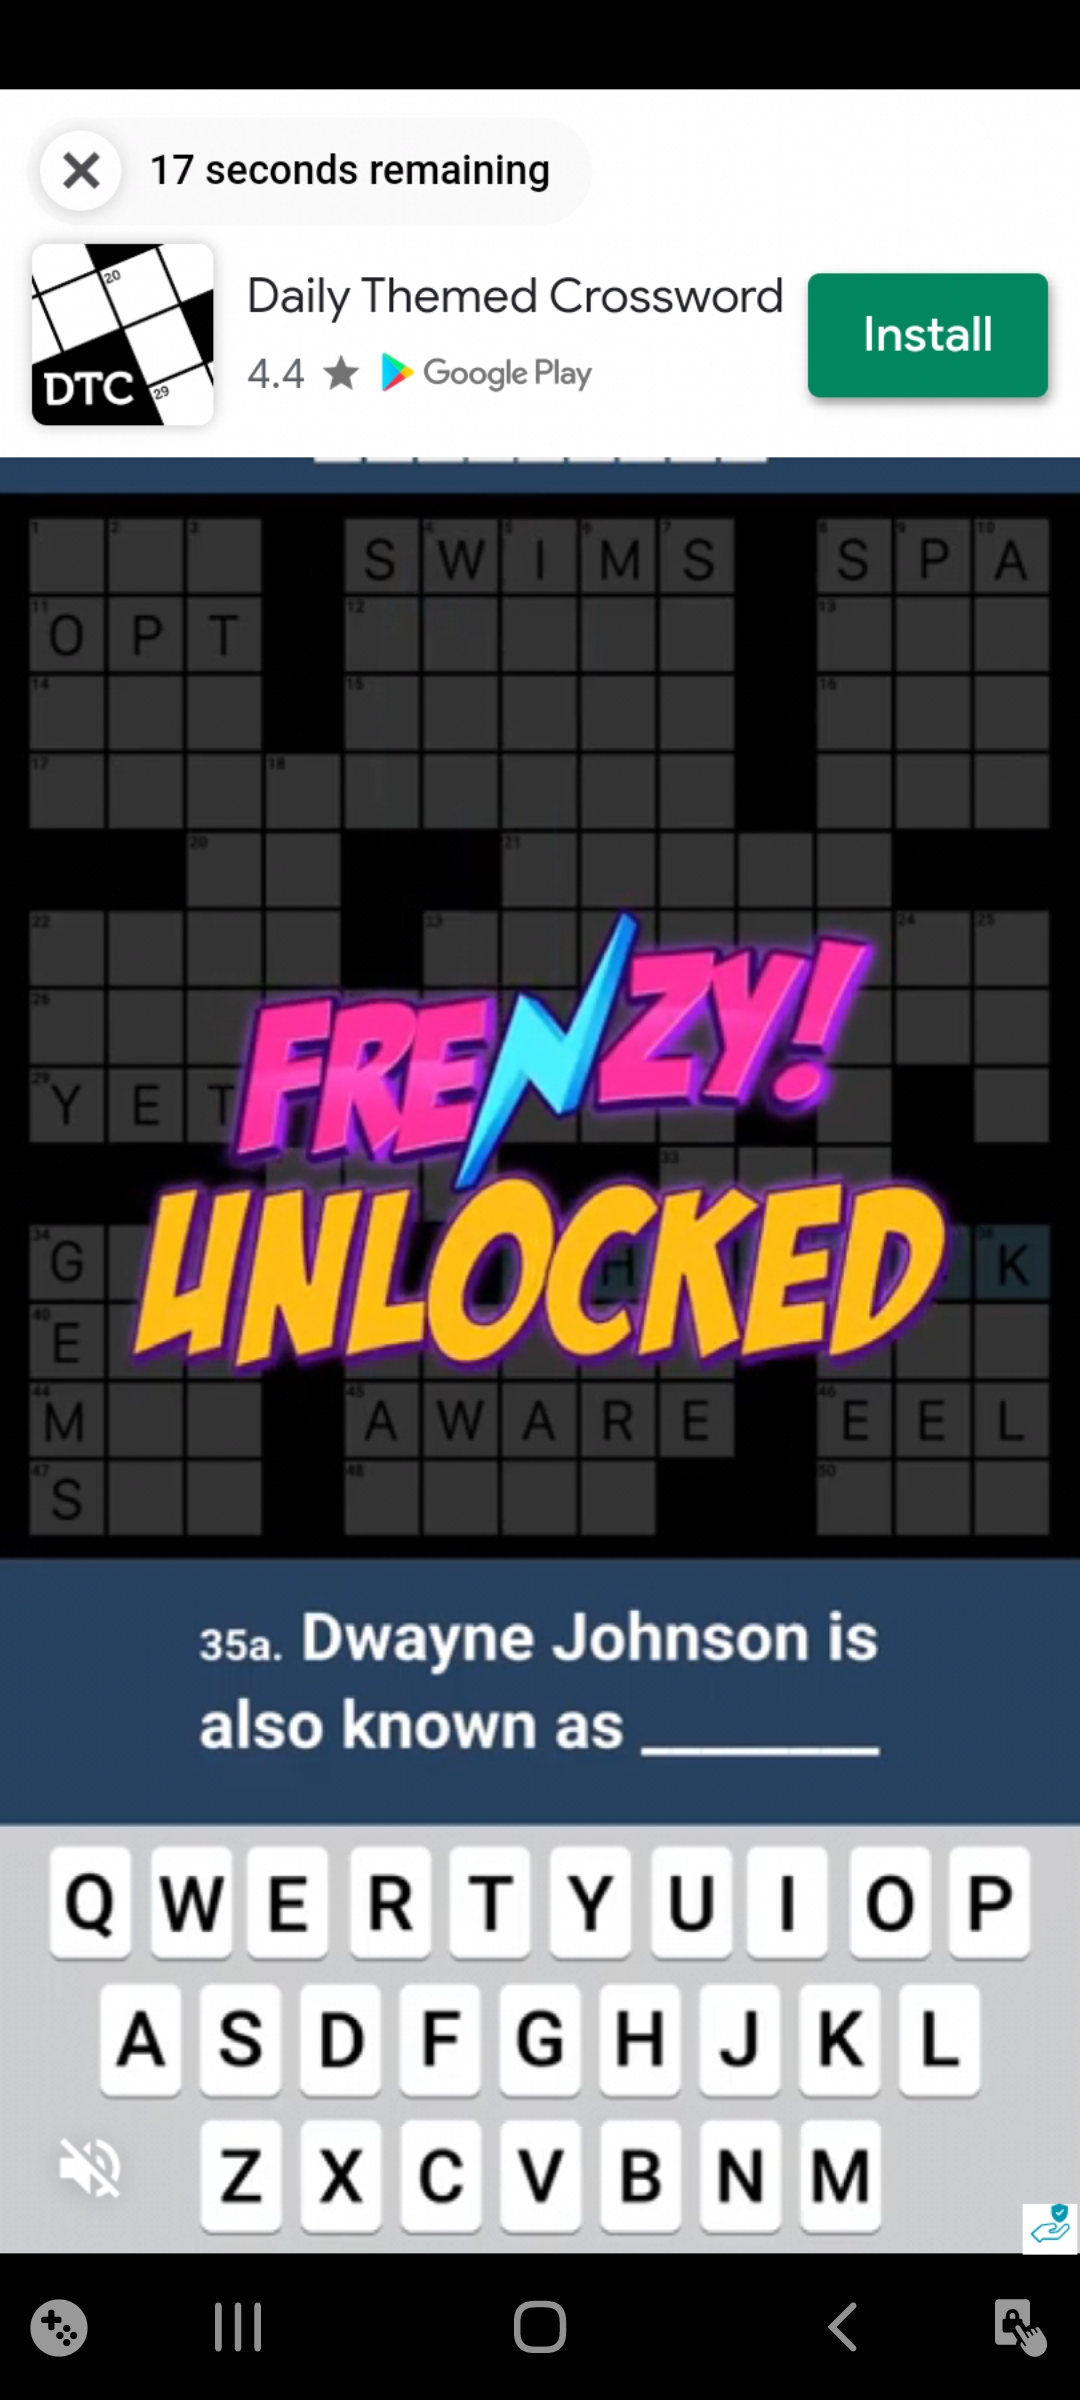 17 seconds remaining
20
DTC
29
Daily Themed Crossword
4.4 Google Play
Install
1 2 3 S 4 W 5 I 6 M 7 S 8 S 9 P 10 A
11 O P T 12 13
14 15 16
17 18
20 21
22 23 24 25
26
29 Y E T
33
34 G H K
40 E
44 M 45 A W A R E 46 E E L
47 S 48 50
FRENZY!
UNLOCKED
35a. Dwayne Johnson is
also known as _______
Q W E R T Y U I O P
A S D F G H J K L
Z X C V B N M